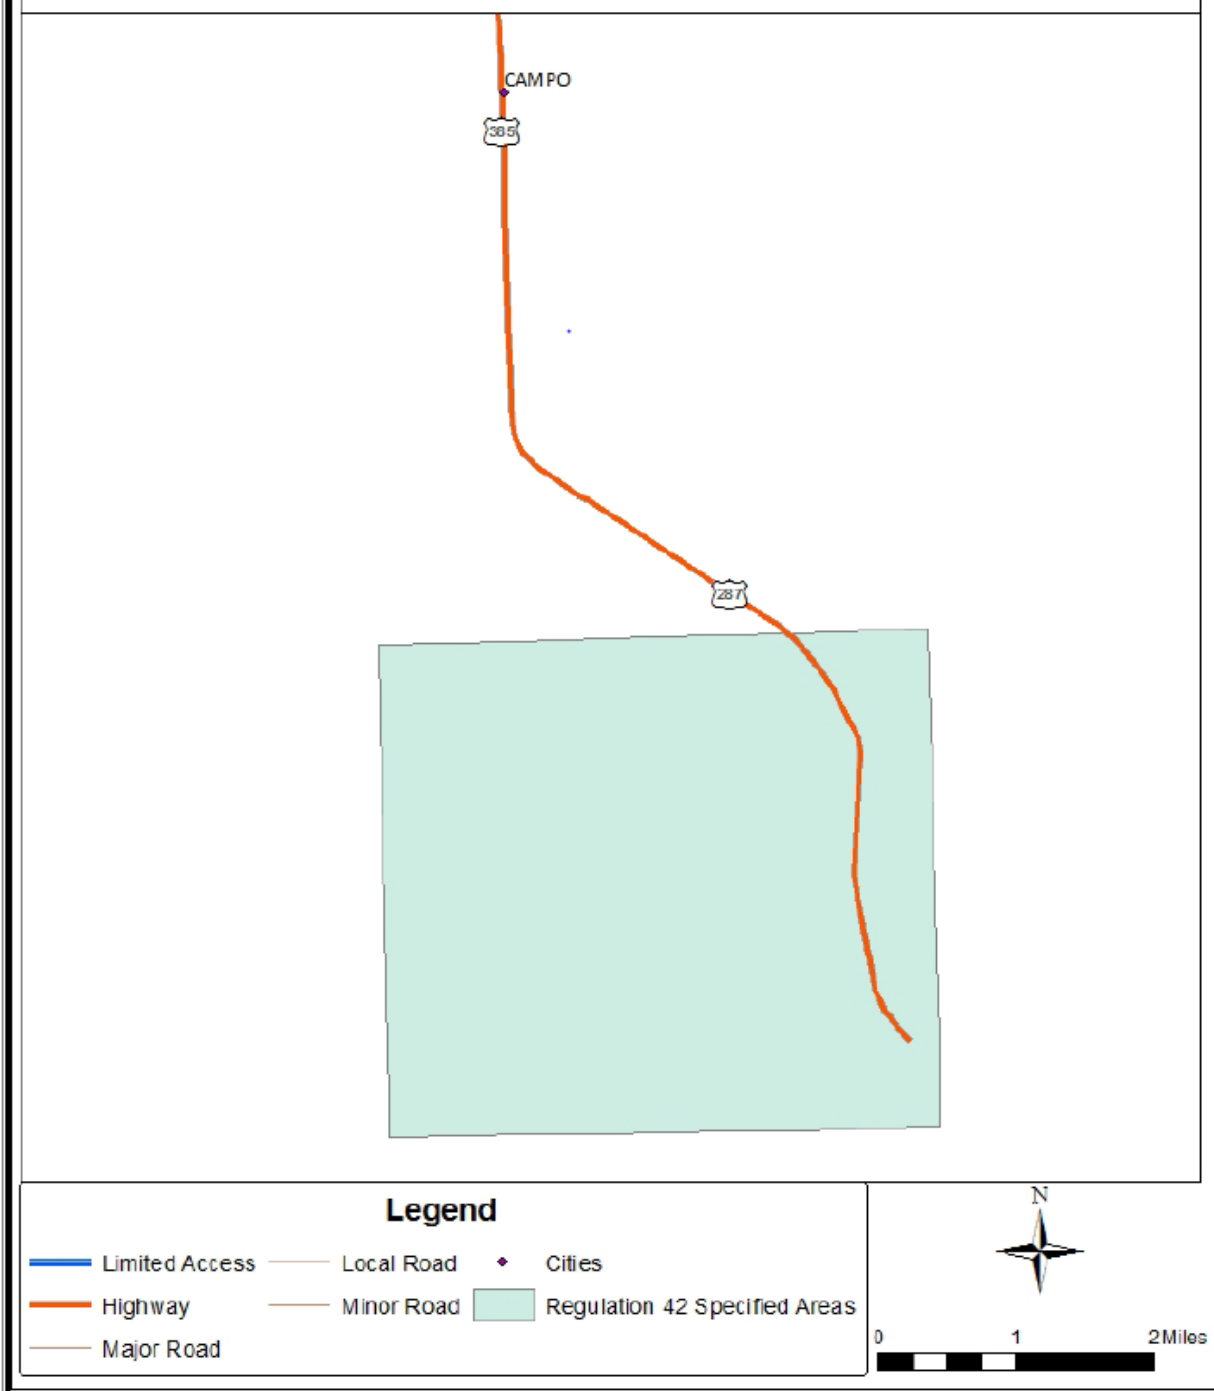 CAMPO
385
287
Legend
Limited Access
Local Road
Cities
Highway
Minor Road
Regulation 42 Specified Areas
Major Road
N
0 1 2 Miles